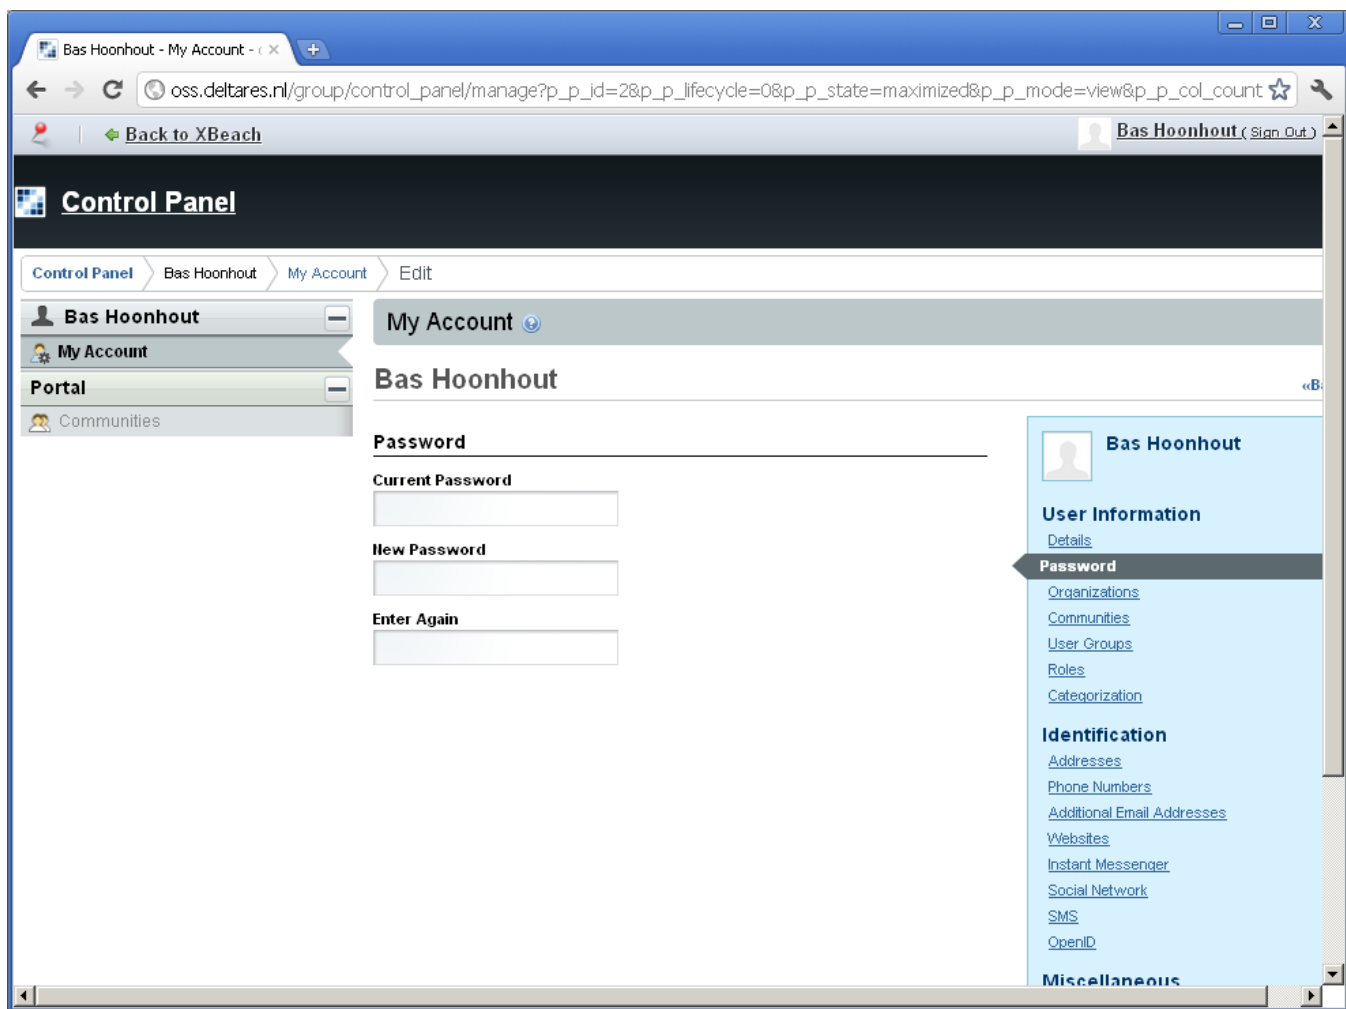 Bas Hoonhout - My Account -
oss.deltares.nl/group/control_panel/manage?p_p_id=2&p_p_lifecycle=0&p_p_state=maximized&p_p_mode=view&p_p_col_count
Back to XBeach
Bas Hoonhout ( Sign Out )
Control Panel
Control Panel Bas Hoonhout My Account Edit
Bas Hoonhout
My Account
Portal
Communities
My Account
Bas Hoonhout
«Ba
Password
Current Password
New Password
Enter Again
Bas Hoonhout
User Information
Details
Password
Organizations
Communities
User Groups
Roles
Categorization
Identification
Addresses
Phone Numbers
Additional Email Addresses
Websites
Instant Messenger
Social Network
SMS
OpenID
Miscellaneous